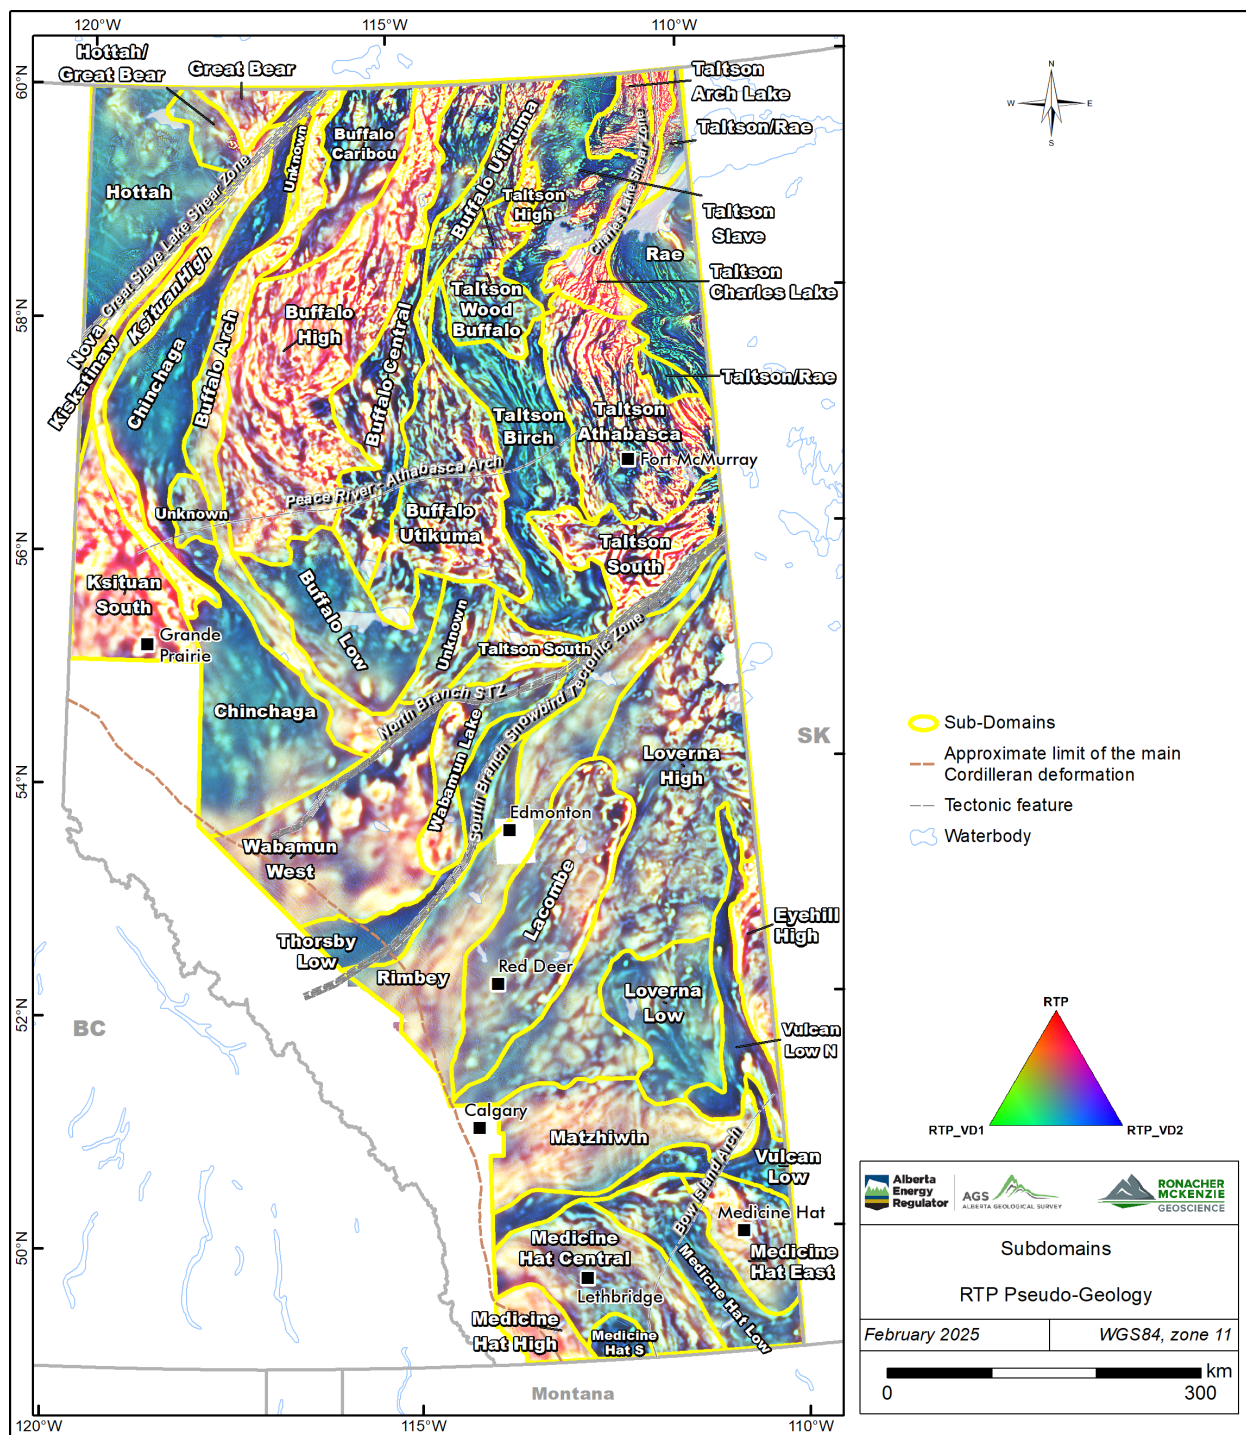 120°W
115°W
110°W
60°N
58°N
56°N
54°N
52°N
50°N
120°W
115°W
110°W
Hottah/
Great Bear
Great Bear
Taltson
Arch Lake
Taltson/Rae
Buffalo
Caribou
Unknown
Buffalo Utikuma
Charles Lake Shear Zone
Hottah
Great Slave Lake Shear Zone
Taltson
High
Taltson
Slave
Rae
Taltson
Charles Lake
Ksituan High
Taltson
Wood
Buffalo
Buffalo
High
Nova
Kiskatinaw
Chinchaga
Buffalo Arch
Buffalo Central
Taltson/Rae
Taltson
Birch
Taltson
Athabasca
Fort McMurray
Peace River - Athabasca Arch
Unknown
Buffalo
Utikuma
Taltson
South
Ksituan
South
Grande
Prairie
Buffalo Low
Unknown
Taltson South
Chinchaga
North Branch STZ
South Branch Snowbird Tectonic Zone
Wabamun Lake
Loverna
High
SK
Edmonton
Wabamun
West
Lacombe
Eyehill
High
Thorsby
Low
Rimbey
Red Deer
Loverna
Low
BC
Vulcan
Low N
Calgary
Matzhiwin
Bow Island Arch
Vulcan
Low
Medicine Hat
Medicine
Hat Central
Medicine
Hat East
Lethbridge
Medicne Hat Low
Medicine
Hat High
Medicine
Hat S
Montana
N
W
E
S
Sub-Domains
Approximate limit of the main
Cordilleran deformation
Tectonic feature
Waterbody
RTP
RTP_VD1
RTP_VD2
Alberta
Energy
Regulator
AGS
ALBERTA GEOLOGICAL SURVEY
RONACHER
MCKENZIE
GEOSCIENCE
Subdomains
RTP Pseudo-Geology
February 2025
WGS84, zone 11
km
0
300